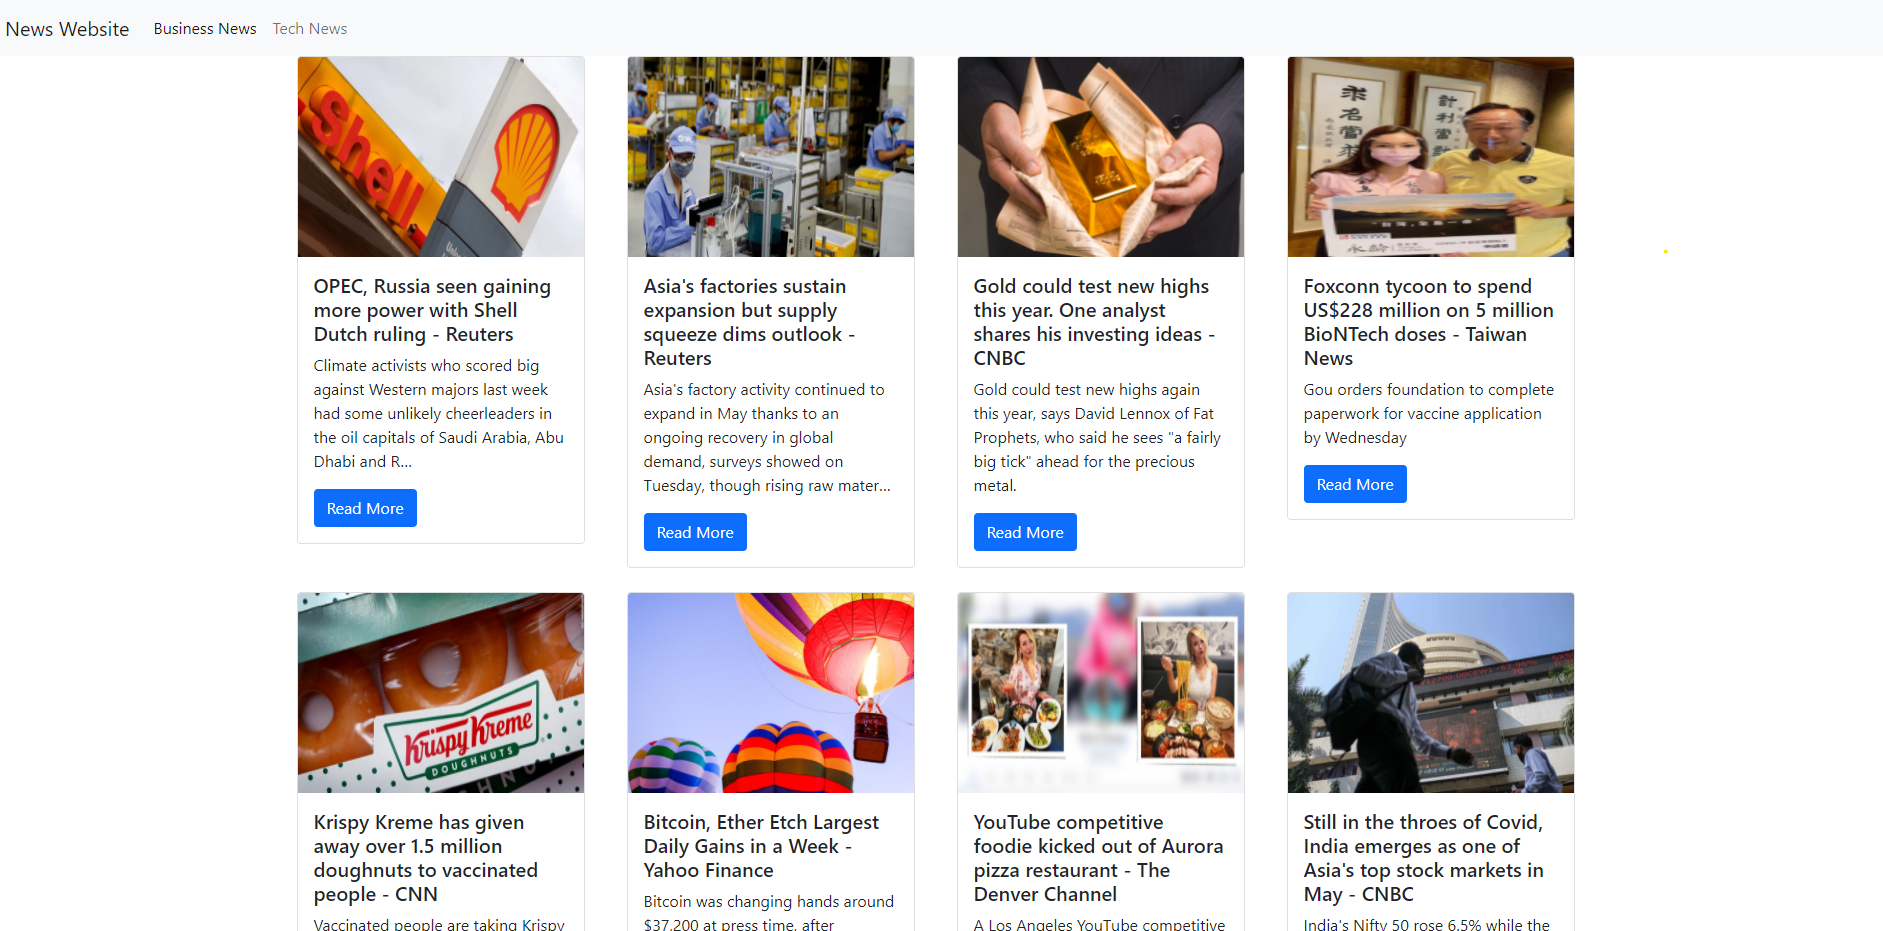 News Website Business News Tech News
Shell
OPEC, Russia seen gaining
more power with Shell
Dutch ruling - Reuters
Climate activists who scored big
against Western majors last week
had some unlikely cheerleaders in
the oil capitals of Saudi Arabia, Abu
Dhabi and R...
Read More
Asia's factories sustain
expansion but supply
squeeze dims outlook -
Reuters
Asia's factory activity continued to
expand in May thanks to an
ongoing recovery in global
demand, surveys showed on
Tuesday, though rising raw mater...
Read More
Gold could test new highs
this year. One analyst
shares his investing ideas -
CNBC
Gold could test new highs again
this year, says David Lennox of Fat
Prophets, who said he sees "a fairly
big tick" ahead for the precious
metal.
Read More
求名當求
計利當計
Foxconn tycoon to spend
US$228 million on 5 million
BioNTech doses - Taiwan
News
Gou orders foundation to complete
paperwork for vaccine application
by Wednesday
Read More
Krispy Kreme
DOUGHNUTS
Krispy Kreme has given
away over 1.5 million
doughnuts to vaccinated
people - CNN
Vaccinated people are taking Krispy
Bitcoin, Ether Etch Largest
Daily Gains in a Week -
Yahoo Finance
Bitcoin was changing hands around
$37,200 at press time, after
YouTube competitive
foodie kicked out of Aurora
pizza restaurant - The
Denver Channel
A Los Angeles YouTube competitive
Still in the throes of Covid,
India emerges as one of
Asia's top stock markets in
May - CNBC
India's Nifty 50 rose 6.5% while the